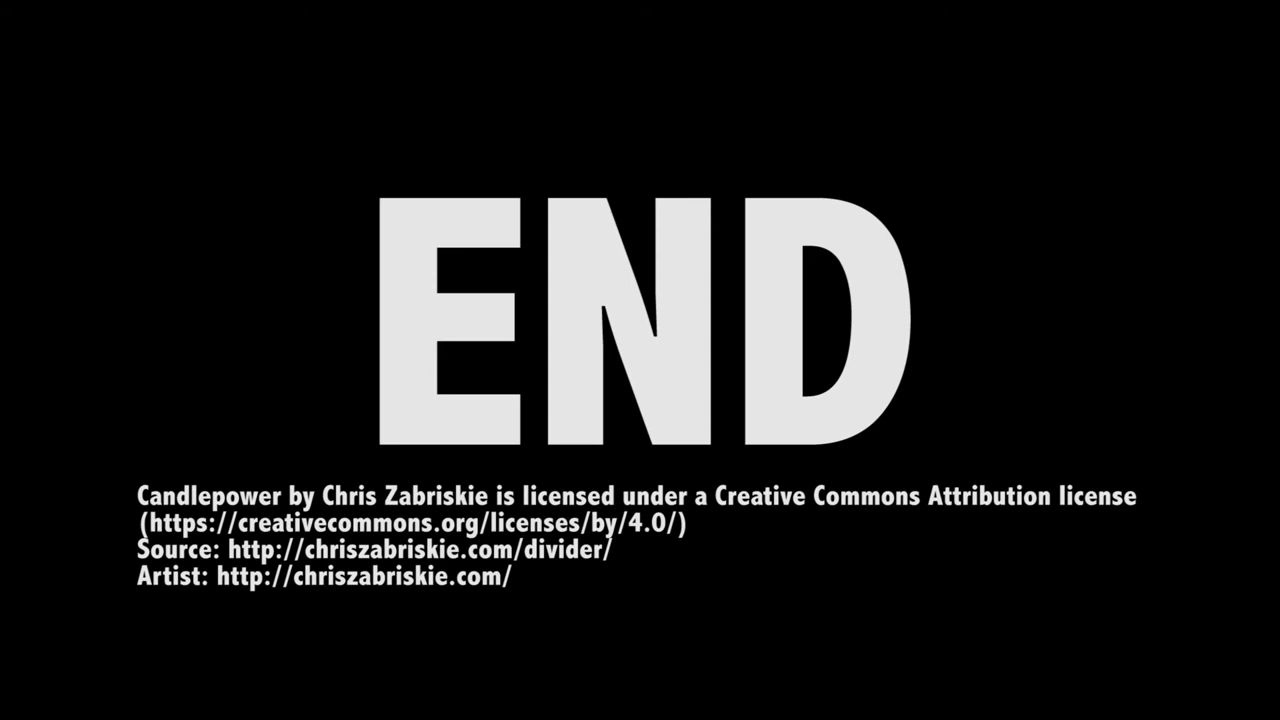 END
Candlepower by Chris Zabriskie is licensed under a Creative Commons Attribution license
(https://creativecommons.org/licenses/by/4.0/)
Source: http://chriszabriskie.com/divider/
Artist: http://chriszabriskie.com/